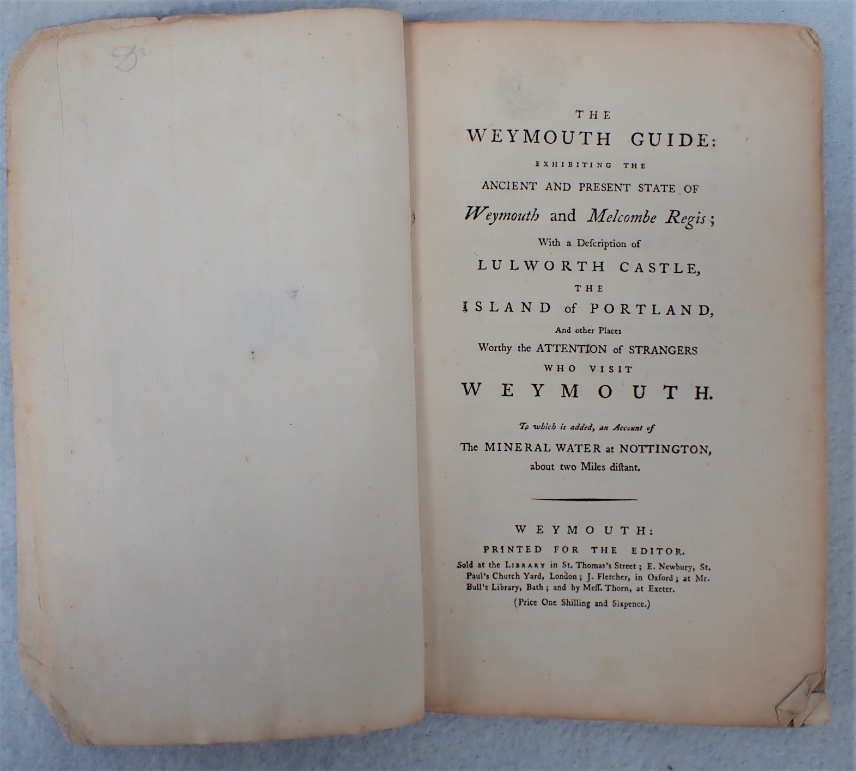 THE
WEYMOUTH GUIDE:
EXHIBITING THE
ANCIENT AND PRESENT STATE OF
Weymouth and Melcombe Regis;
With a Deſcription of
LULWORTH CASTLE,
THE
ISLAND of PORTLAND,
And other Places
Worthy the ATTENTION of STRANGERS
WHO VISIT
WEYMOUTH.
To which is added, an Account of
The MINERAL WATER at NOTTINGTON,
about two Miles diſtant.
WEYMOUTH:
PRINTED FOR THE EDITOR.
Sold at the LIBRARY in St. Thomas's Street; E. Newbury, St.
Paul's Church Yard, London; J. Fletcher, in Oxford; at Mr.
Bull's Library, Bath; and by Meſſ. Thorn, at Exeter.
(Price One Shilling and Sixpence.)